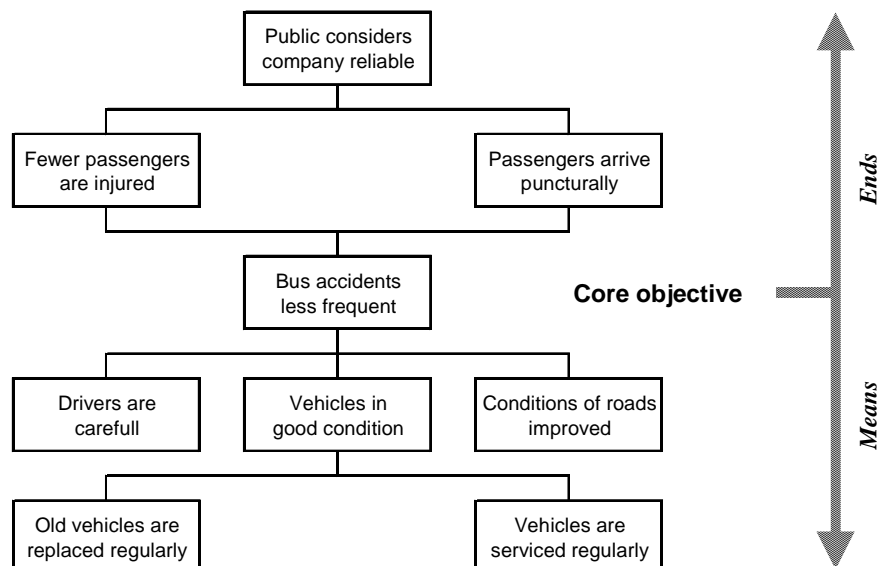 Public considers
company reliable
Fewer passengers
are injured
Passengers arrive
puncturally
Ends
Bus accidents
less frequent
Core objective
Drivers are
carefull
Vehicles in
good condition
Conditions of roads
improved
Means
Old vehicles are
replaced regularly
Vehicles are
serviced regularly